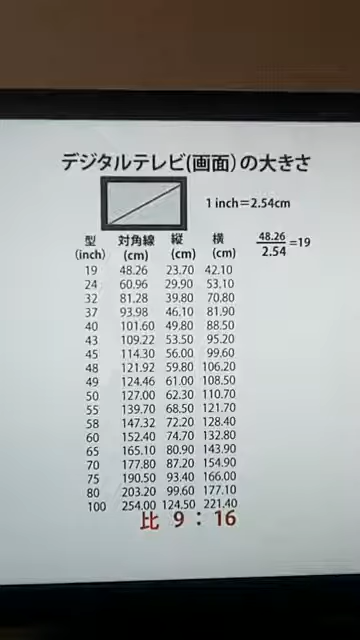 デジタルテレビ(画面)の大きさ
1 inch=2.54cm
型 対角線 縦 横
(inch) (cm) (cm) (cm)
48.26
2.54
=19
19 48.26 23.70 42.10
24 60.96 29.90 53.10
32 81.28 39.80 70.80
37 93.98 46.10 81.90
40 101.60 49.80 88.50
43 109.22 53.50 95.20
45 114.30 56.00 99.60
48 121.92 59.80 106.20
49 124.46 61.00 108.50
50 127.00 62.30 110.70
55 139.70 68.50 121.70
58 147.32 72.20 128.40
60 152.40 74.70 132.80
65 165.10 80.90 143.90
70 177.80 87.20 154.90
75 190.50 93.40 166.00
80 203.20 99.60 177.10
100 254.00 124.50 221.40
比 9：16